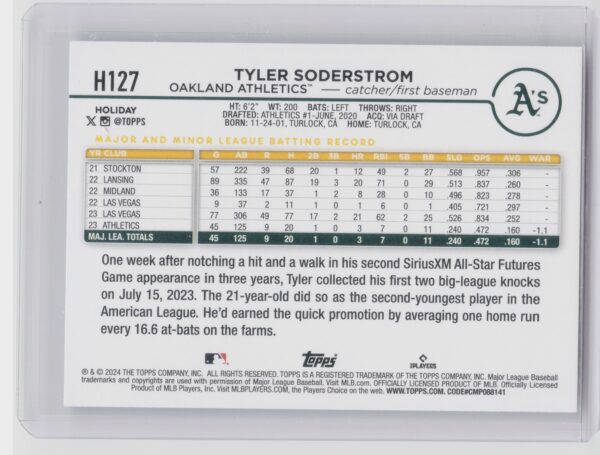 H127
TYLER SODERSTROM
OAKLAND ATHLETICS™ — catcher/first baseman
A's
HOLIDAY
@TOPPS
HT: 6'2" WT: 200 BATS: LEFT THROWS: RIGHT
DRAFTED: ATHLETICS #1-JUNE, 2020 ACQ: VIA DRAFT
BORN: 11-24-01, TURLOCK, CA HOME: TURLOCK, CA
MAJOR AND MINOR LEAGUE BATTING RECORD
YR CLUB G AB R H 2B 3B HR RBI SB BB SLG OPS AVG WAR
21 STOCKTON 57 222 39 68 20 1 12 49 2 27 .568 .957 .306 -
22 LANSING 89 335 47 87 19 3 20 71 0 29 .513 .837 .260 -
22 MIDLAND 36 133 17 37 1 2 8 28 0 10 .496 .823 .278 -
22 LAS VEGAS 9 37 2 11 1 0 1 6 0 1 .405 .721 .297 -
23 LAS VEGAS 77 306 49 77 17 2 21 62 2 25 .526 .834 .252 -
23 ATHLETICS 45 125 9 20 1 0 3 7 0 11 .240 .472 .160 -1.1
MAJ. LEA. TOTALS 45 125 9 20 1 0 3 7 0 11 .240 .472 .160 -1.1
One week after notching a hit and a walk in his second SiriusXM All-Star Futures
Game appearance in three years, Tyler collected his first two big-league knocks
on July 15, 2023. The 21-year-old did so as the second-youngest player in the
American League. He'd earned the quick promotion by averaging one home run
every 16.6 at-bats on the farms.
Topps
PLAYERS
® & © 2024 THE TOPPS COMPANY, INC. ALL RIGHTS RESERVED. TOPPS IS A REGISTERED TRADEMARK OF THE TOPPS COMPANY, INC. Major League Baseball
trademarks and copyrights are used with permission of Major League Baseball. Visit MLB.com. OFFICIALLY LICENSED PRODUCT OF MLB. Officially Licensed
Product of MLB Players, Inc. Visit MLBPLAYERS.COM, the Players Choice on the web. WWW.TOPPS.COM. CODE#CMP088141